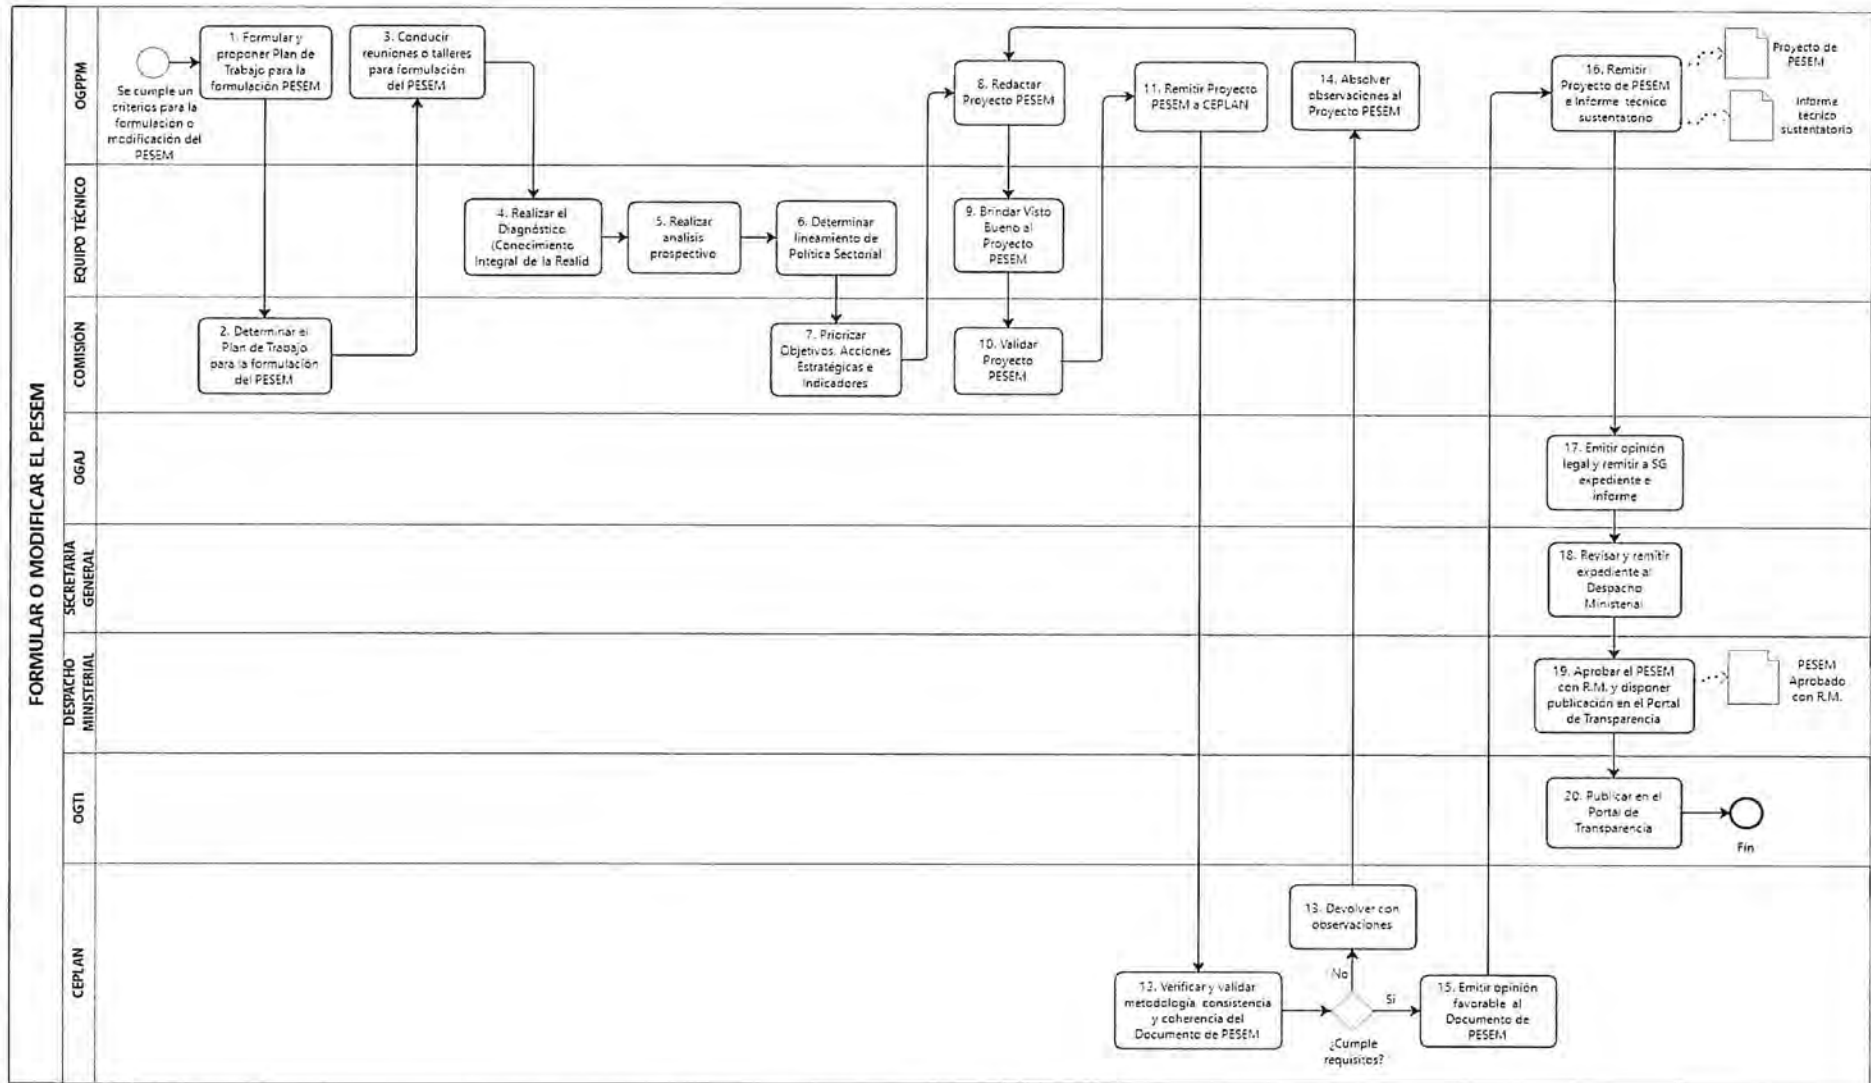 FORMULAR O MODIFICAR EL PESEM
OGPPM
Se cumple un
criterios para la
formulación o
modificación del
PESEM
1. Formular y
proponer Plan de
Trabajo para la
formulación PESEM
3. Conducir
reuniones o talleres
para formulación
del PESEM
8. Redactar
Proyecto PESEM
11. Remitir Proyecto
PESEM a CEPLAN
14. Absolver
observaciones al
Proyecto PESEM
16. Remitir
Proyecto de PESEM
e Informe técnico
sustentatorio
Proyecto de
PESEM
Informe
técnico
sustentatorio
EQUIPO TÉCNICO
4. Realizar el
Diagnóstico
(Conocimiento
Integral de la Realid
5. Realizar
analisis
prospectivo
6. Determinar
lineamiento de
Política Sectorial
9. Brindar Visto
Bueno al
Proyecto
PESEM
COMISIÓN
2. Determinar el
Plan de Trabajo
para la formulación
del PESEM
7. Priorizar
Objetivos, Acciones
Estratégicas e
Indicadores
10. Validar
Proyecto
PESEM
OGAJ
17. Emitir opinión
legal y remitir a SG
expediente e
informe
SECRETARIA
GENERAL
18. Revisar y remitir
expediente al
Despacho
Ministerial
DESPACHO
MINISTERIAL
19. Aprobar el PESEM
con R.M. y disponer
publicación en el Portal
de Transparencia
PESEM
Aprobado
con R.M.
OGTI
20. Publicar en el
Portal de
Transparencia
Fin
CEPLAN
13. Devolver con
observaciones
No
12. Verificar y validar
metodología, consistencia
y coherencia del
Documento de PESEM
¿Cumple
requisitos?
Si
15. Emitir opinión
favorable al
Documento de
PESEM